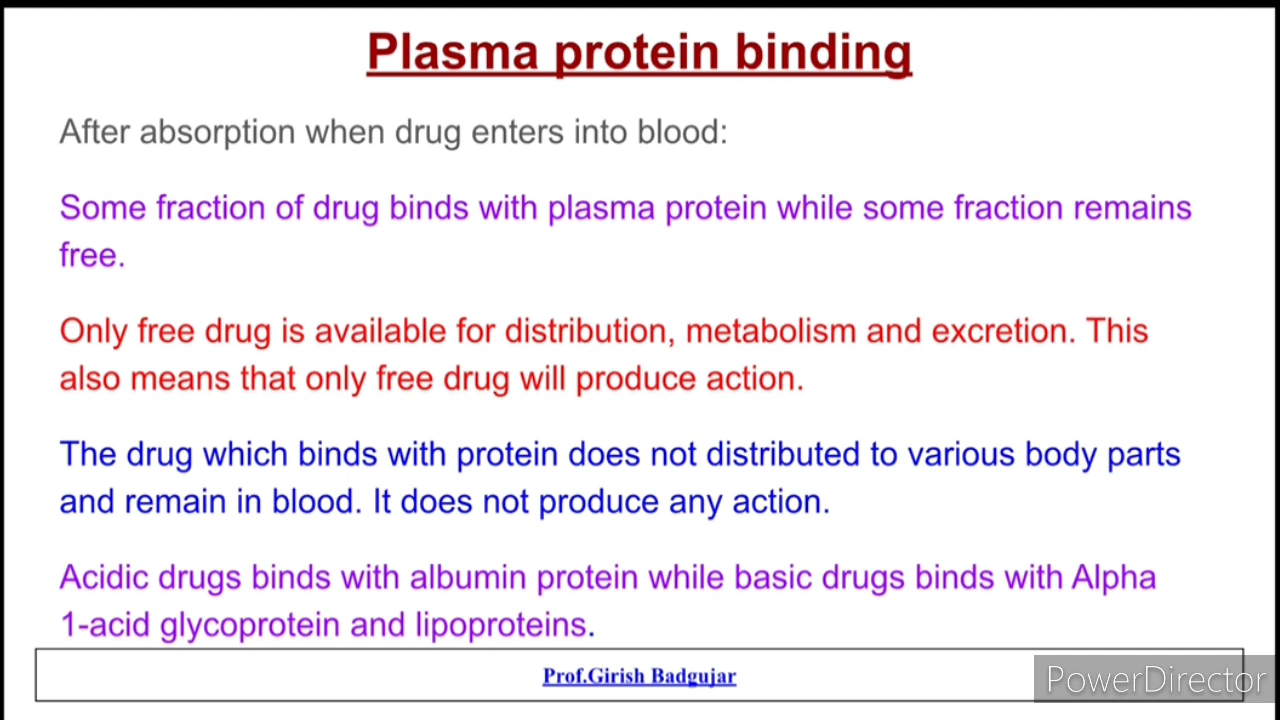 Plasma protein binding
After absorption when drug enters into blood:
Some fraction of drug binds with plasma protein while some fraction remains
free.
Only free drug is available for distribution, metabolism and excretion. This
also means that only free drug will produce action.
The drug which binds with protein does not distributed to various body parts
and remain in blood. It does not produce any action.
Acidic drugs binds with albumin protein while basic drugs binds with Alpha
1-acid glycoprotein and lipoproteins.
Prof.Girish Badgujar
PowerDirector